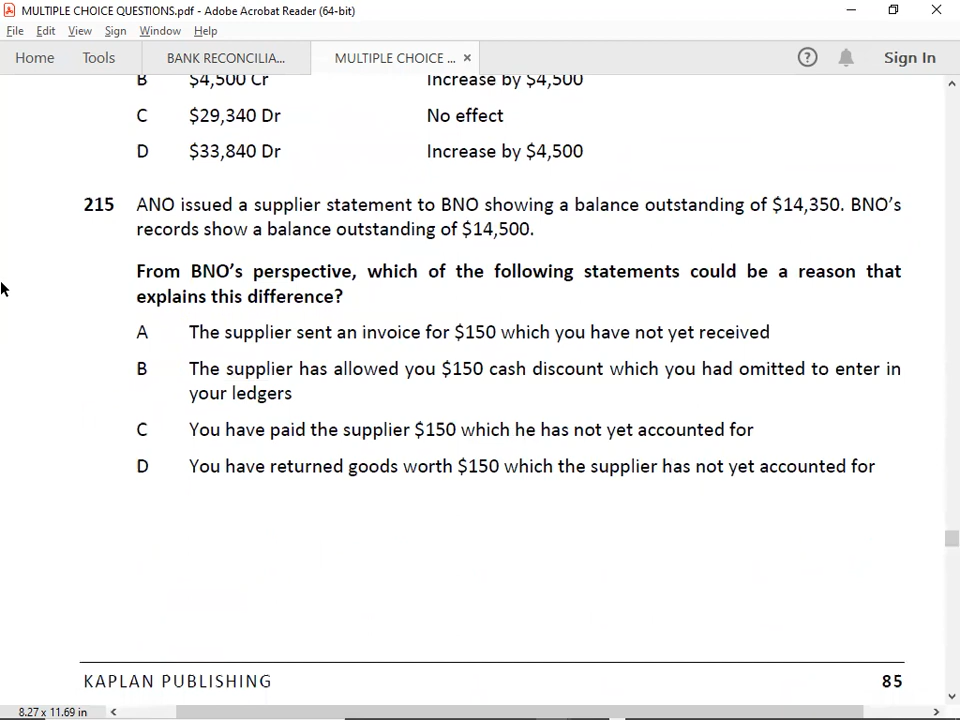 MULTIPLE CHOICE QUESTIONS.pdf - Adobe Acrobat Reader (64-bit)
File Edit View Sign Window Help
Home Tools BANK RECONCILIA... MULTIPLE CHOICE ... × ? Sign In
B $4,500 Cr Increase by $4,500
C $29,340 Dr No effect
D $33,840 Dr Increase by $4,500
215 ANO issued a supplier statement to BNO showing a balance outstanding of $14,350. BNO's
records show a balance outstanding of $14,500.
From BNO's perspective, which of the following statements could be a reason that
explains this difference?
A The supplier sent an invoice for $150 which you have not yet received
B The supplier has allowed you $150 cash discount which you had omitted to enter in
your ledgers
C You have paid the supplier $150 which he has not yet accounted for
D You have returned goods worth $150 which the supplier has not yet accounted for
KAPLAN PUBLISHING 85
8.27 x 11.69 in